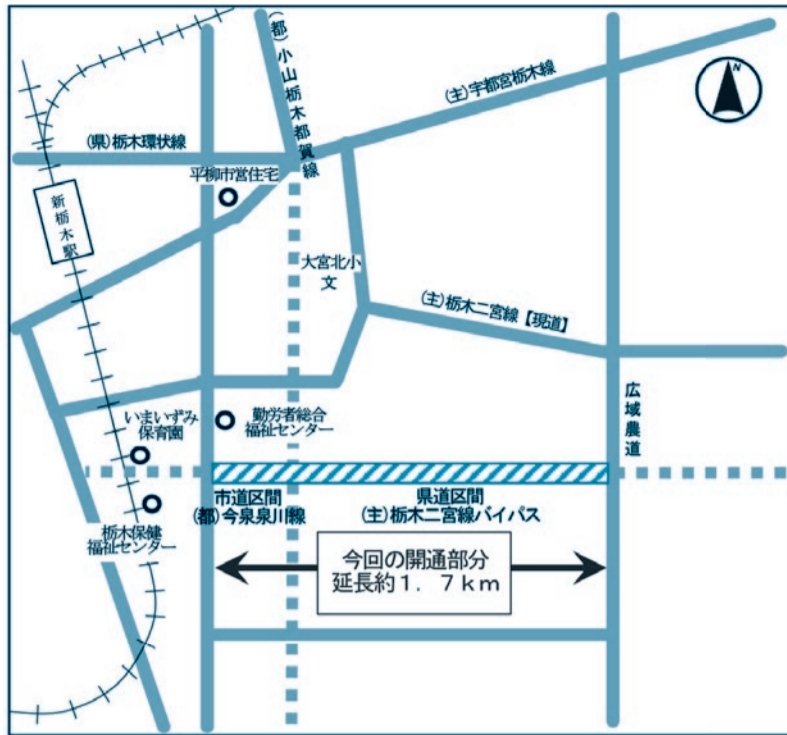 (都)小山栃木都賀線
(主)宇都宮栃木線
N
(県)栃木環状線
平柳市営住宅
新栃木駅
大宮北小
文
(主)栃木二宮線【現道】
広域農道
いまいずみ
保育園
勤労者総合
福祉センター
市道区間
(都)今泉泉川線
県道区間
(主)栃木二宮線バイパス
栃木保健
福祉センター
今回の開通部分
延長約1. 7km